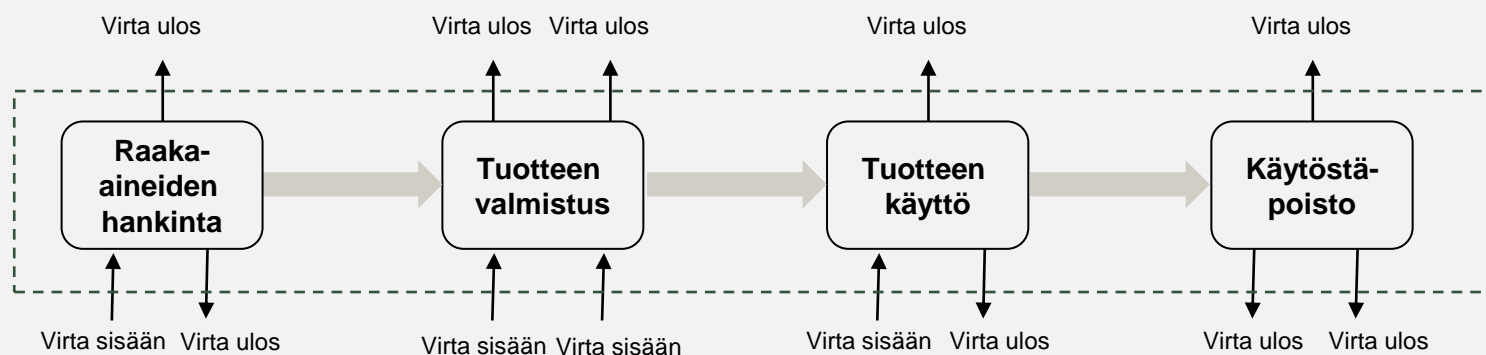 Virta ulos
Virta ulos Virta ulos
Virta ulos
Virta ulos
Raaka-
aineiden
hankinta
Tuotteen
valmistus
Tuotteen
käyttö
Käytöstä-
poisto
Virta sisään Virta ulos
Virta sisään Virta sisään
Virta sisään Virta ulos
Virta ulos Virta ulos